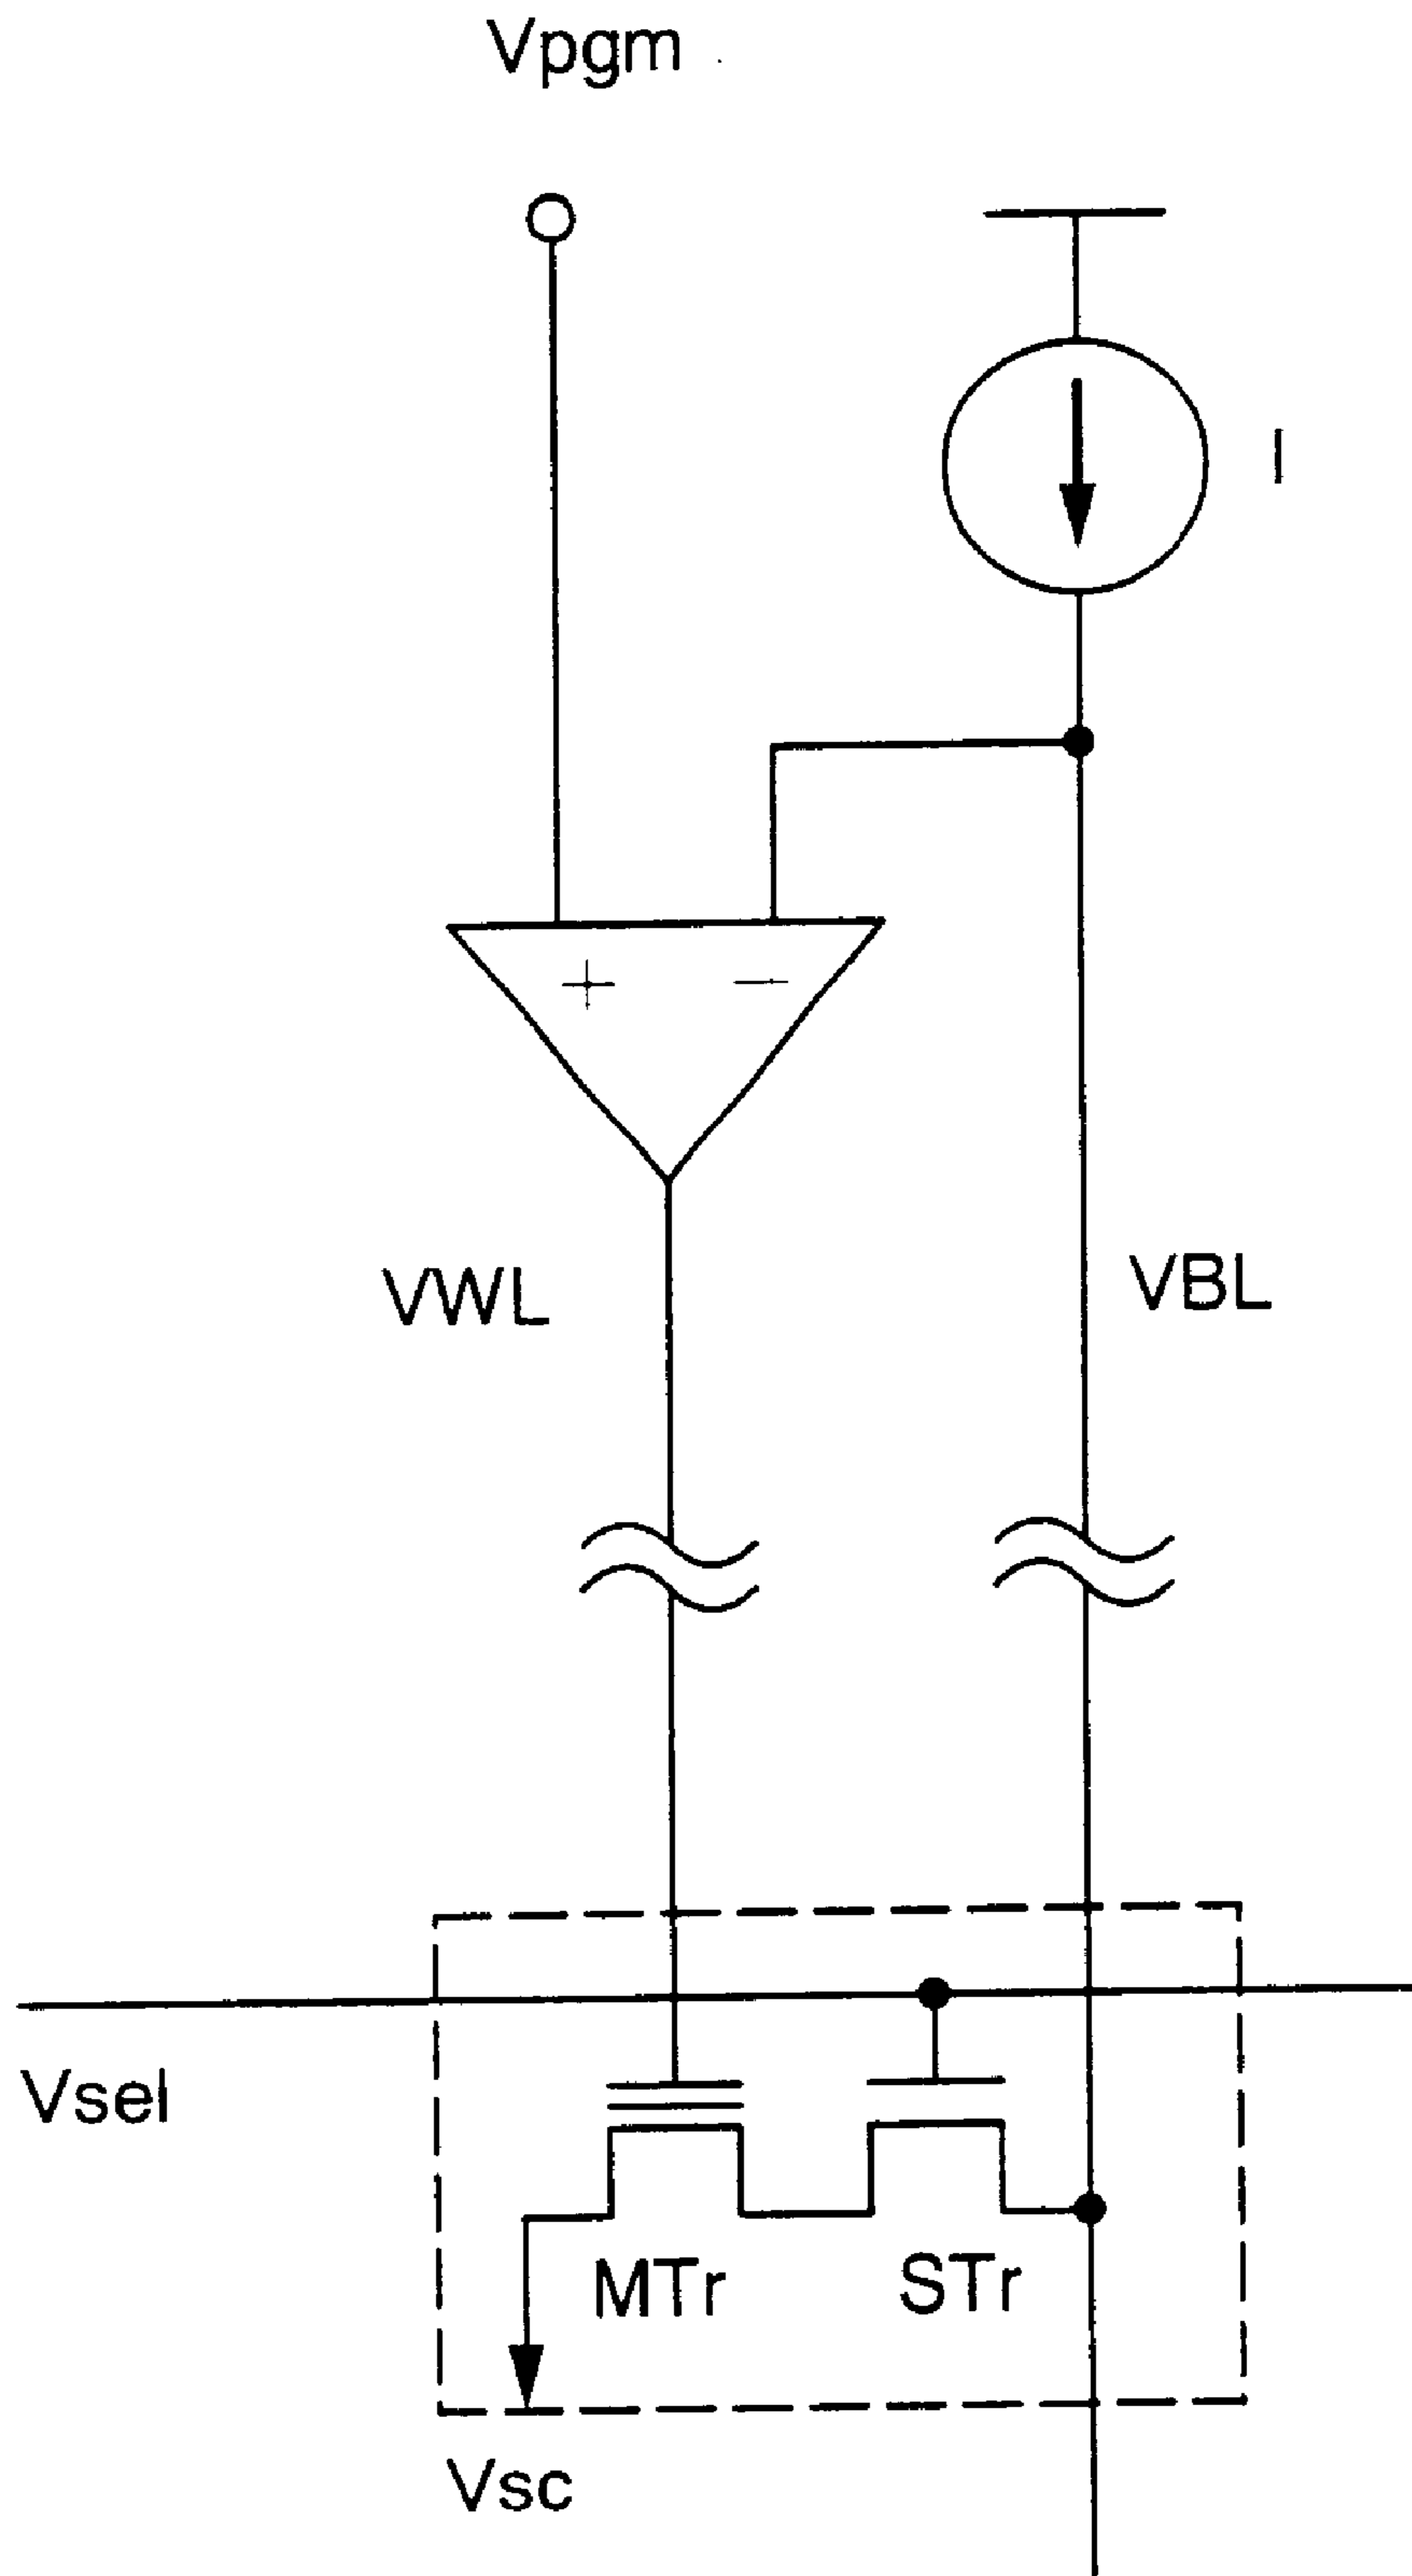 Vpgm
I
+ −
VWL
VBL
Vsel
MTr
STr
Vsc